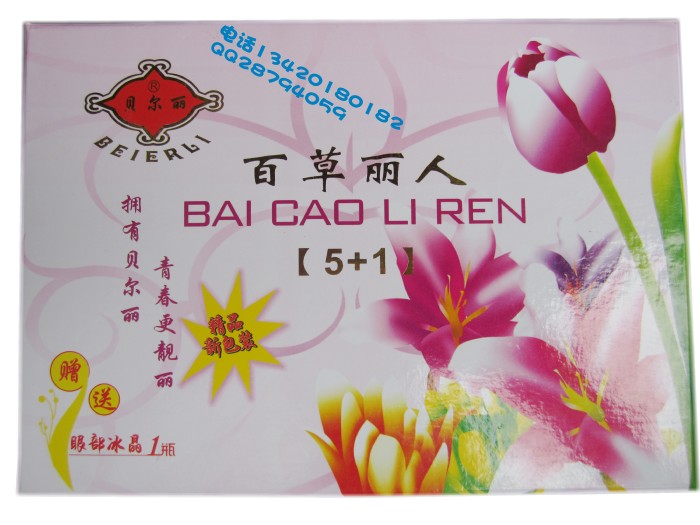 电话13420180182
QQ28794059
®
贝尔丽
BEIERLI
百草丽人
BAI CAO LI REN
【5+1】
拥有贝尔丽
青春更靓丽
精品
新包装
赠送
眼部冰晶1瓶